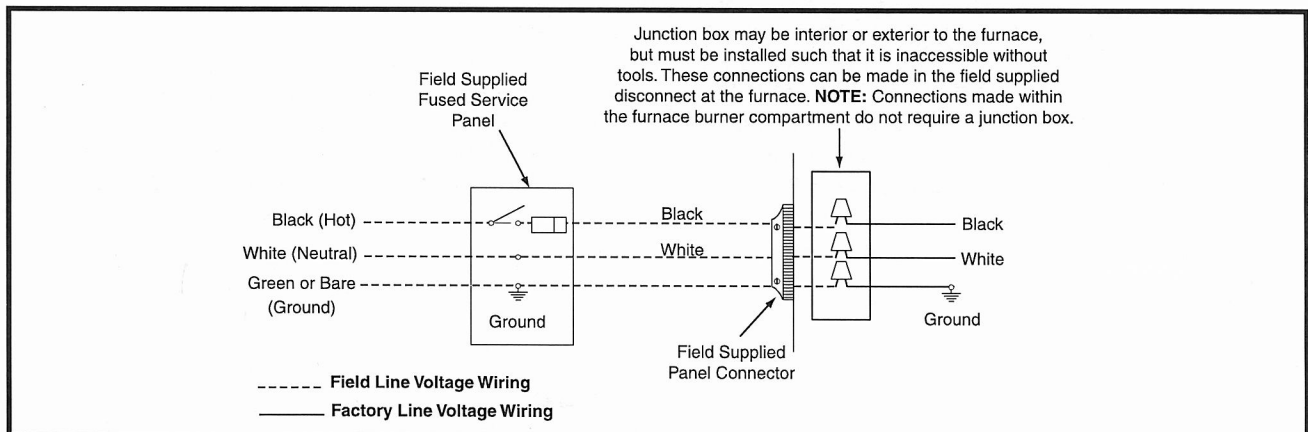 Junction box may be interior or exterior to the furnace,
but must be installed such that it is inaccessible without
tools. These connections can be made in the field supplied
disconnect at the furnace. NOTE: Connections made within
the furnace burner compartment do not require a junction box.
Field Supplied
Fused Service
Panel
Black (Hot)
Black
Black
White (Neutral)
White
White
Green or Bare
(Ground)
Ground
Ground
Field Supplied
Panel Connector
Field Line Voltage Wiring
Factory Line Voltage Wiring